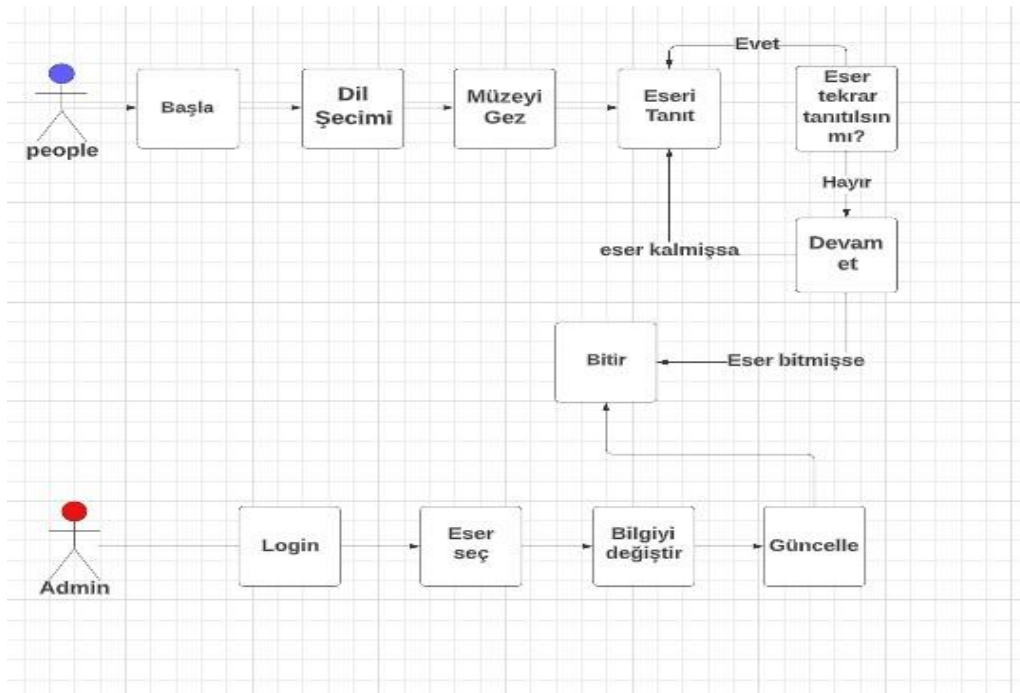 Evet
people
Başla
Dil
Şecimi
Müzeyi
Gez
Eseri
Tanıt
Eser
tekrar
tanıtılsın
mı?
Hayır
eser kalmişsa
Devam
et
Bitir
Eser bitmişse
Admin
Login
Eser
seç
Bilgiyi
değiştir
Güncelle